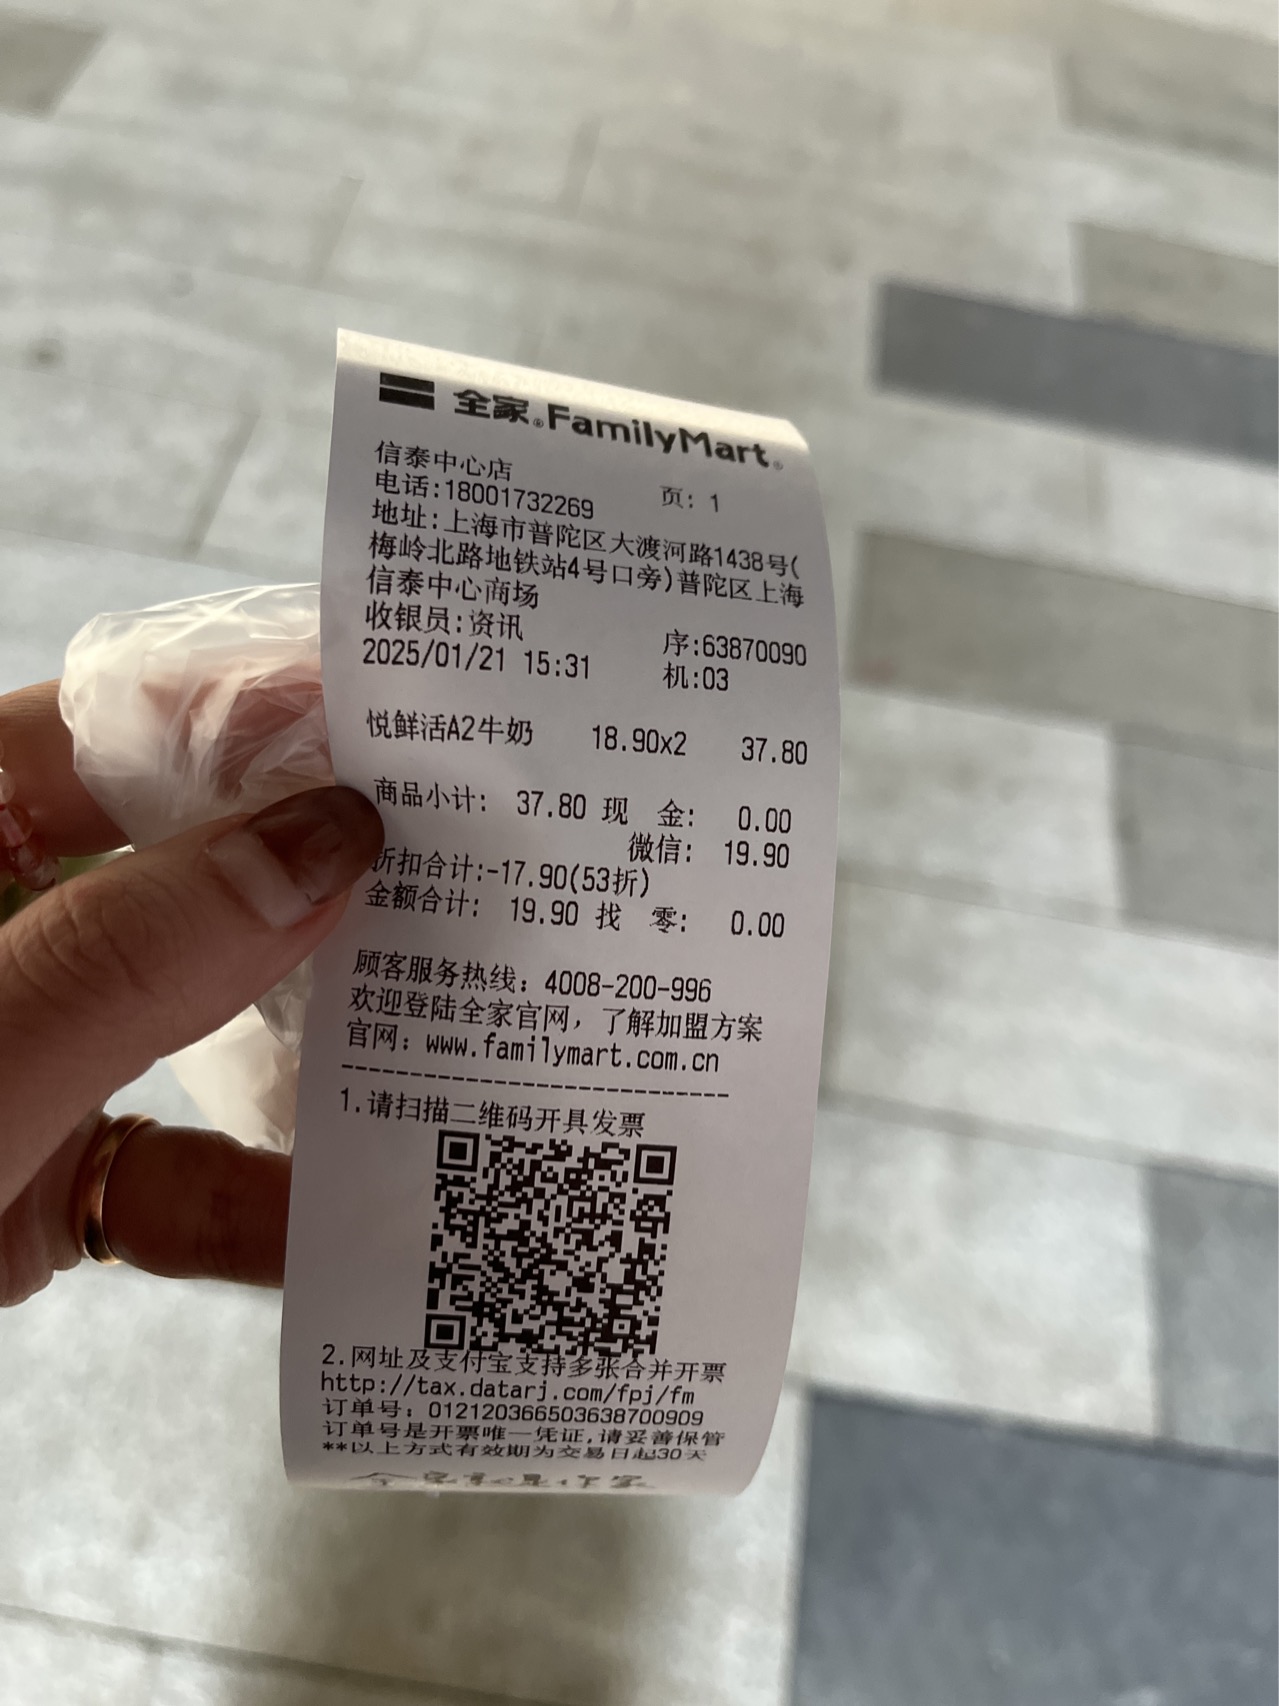 全家®FamilyMart®
信泰中心店
电话:18001732269 页: 1
地址:上海市普陀区大渡河路1438号(
梅岭北路地铁站4号口旁)普陀区上海
信泰中心商场
收银员:资讯 序:63870090
2025/01/21 15:31 机:03
悦鲜活A2牛奶 18.90x2 37.80
商品小计: 37.80 现 金: 0.00
微信: 19.90
折扣合计:-17.90(53折)
金额合计: 19.90 找 零: 0.00
顾客服务热线: 4008-200-996
欢迎登陆全家官网, 了解加盟方案
官网: www.familymart.com.cn
--------------------------------
1.请扫描二维码开具发票
2.网址及支付宝支持多张合并开票
http://tax.datarj.com/fpj/fm
订单号: 012120366503638700909
订单号是开票唯一凭证,请妥善保管
**以上方式有效期为交易日起30天